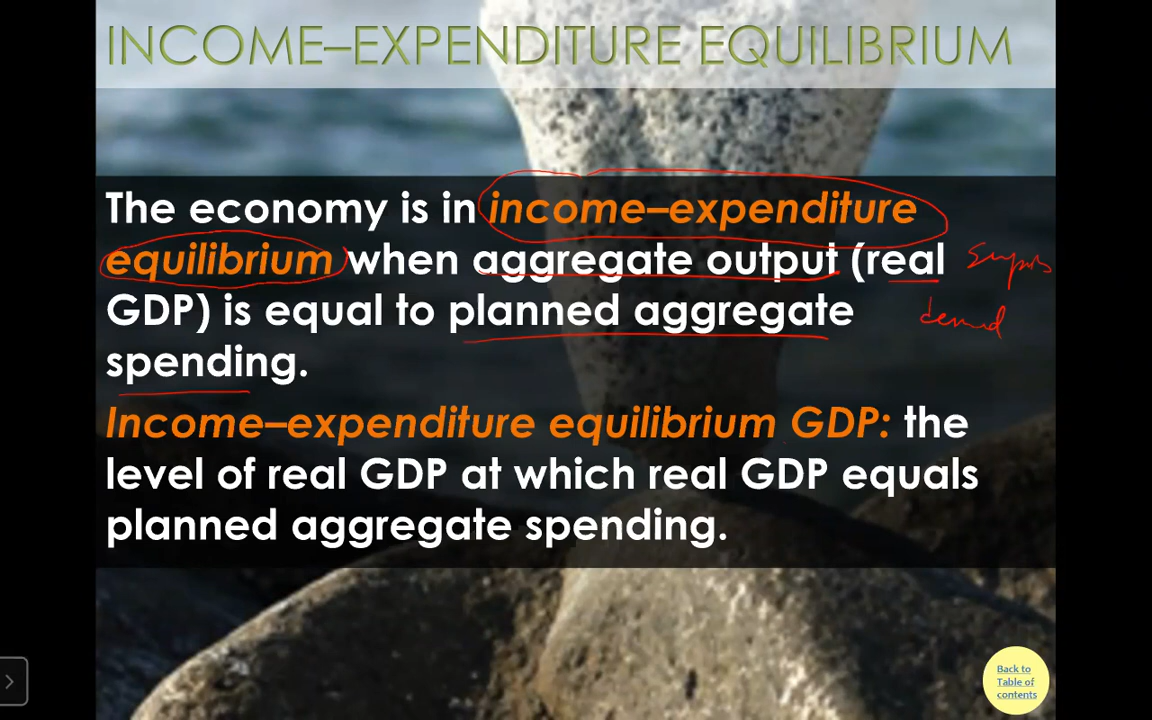 INCOME–EXPENDITURE EQUILIBRIUM
The economy is in income–expenditure
equilibrium when aggregate output (real
GDP) is equal to planned aggregate
demand
spending.
Income–expenditure equilibrium GDP: the
level of real GDP at which real GDP equals
planned aggregate spending.
Back to
Table of
contents